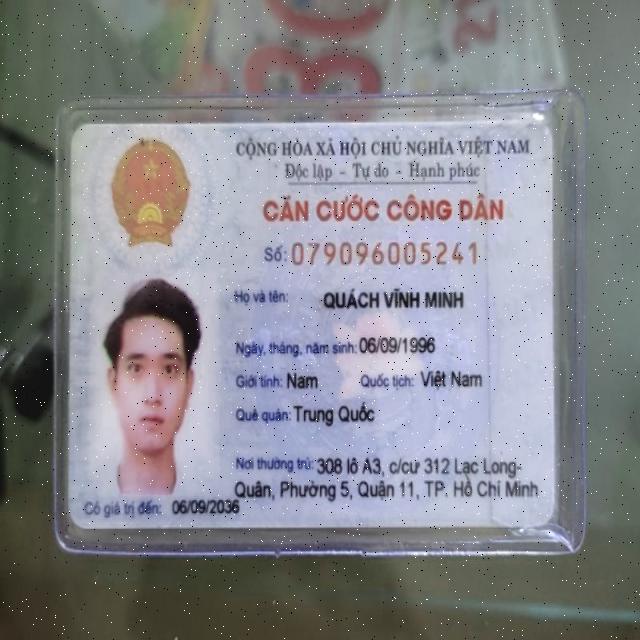 CỘNG HÒA XÃ HỘI CHỦ NGHĨA VIỆT NAM
Độc lập - Tự do - Hạnh phúc
CĂN CƯỚC CÔNG DÂN
Số: 079096005241
Họ và tên: QUÁCH VĨNH MINH
Ngày, tháng, năm sinh: 06/09/1996
Giới tính: Nam Quốc tịch: Việt Nam
Quê quán: Trung Quốc
Nơi thường trú: 308 lô A3, c/cư 312 Lạc Long-
Quân, Phường 5, Quận 11, TP. Hồ Chí Minh
Có giá trị đến: 06/09/2036